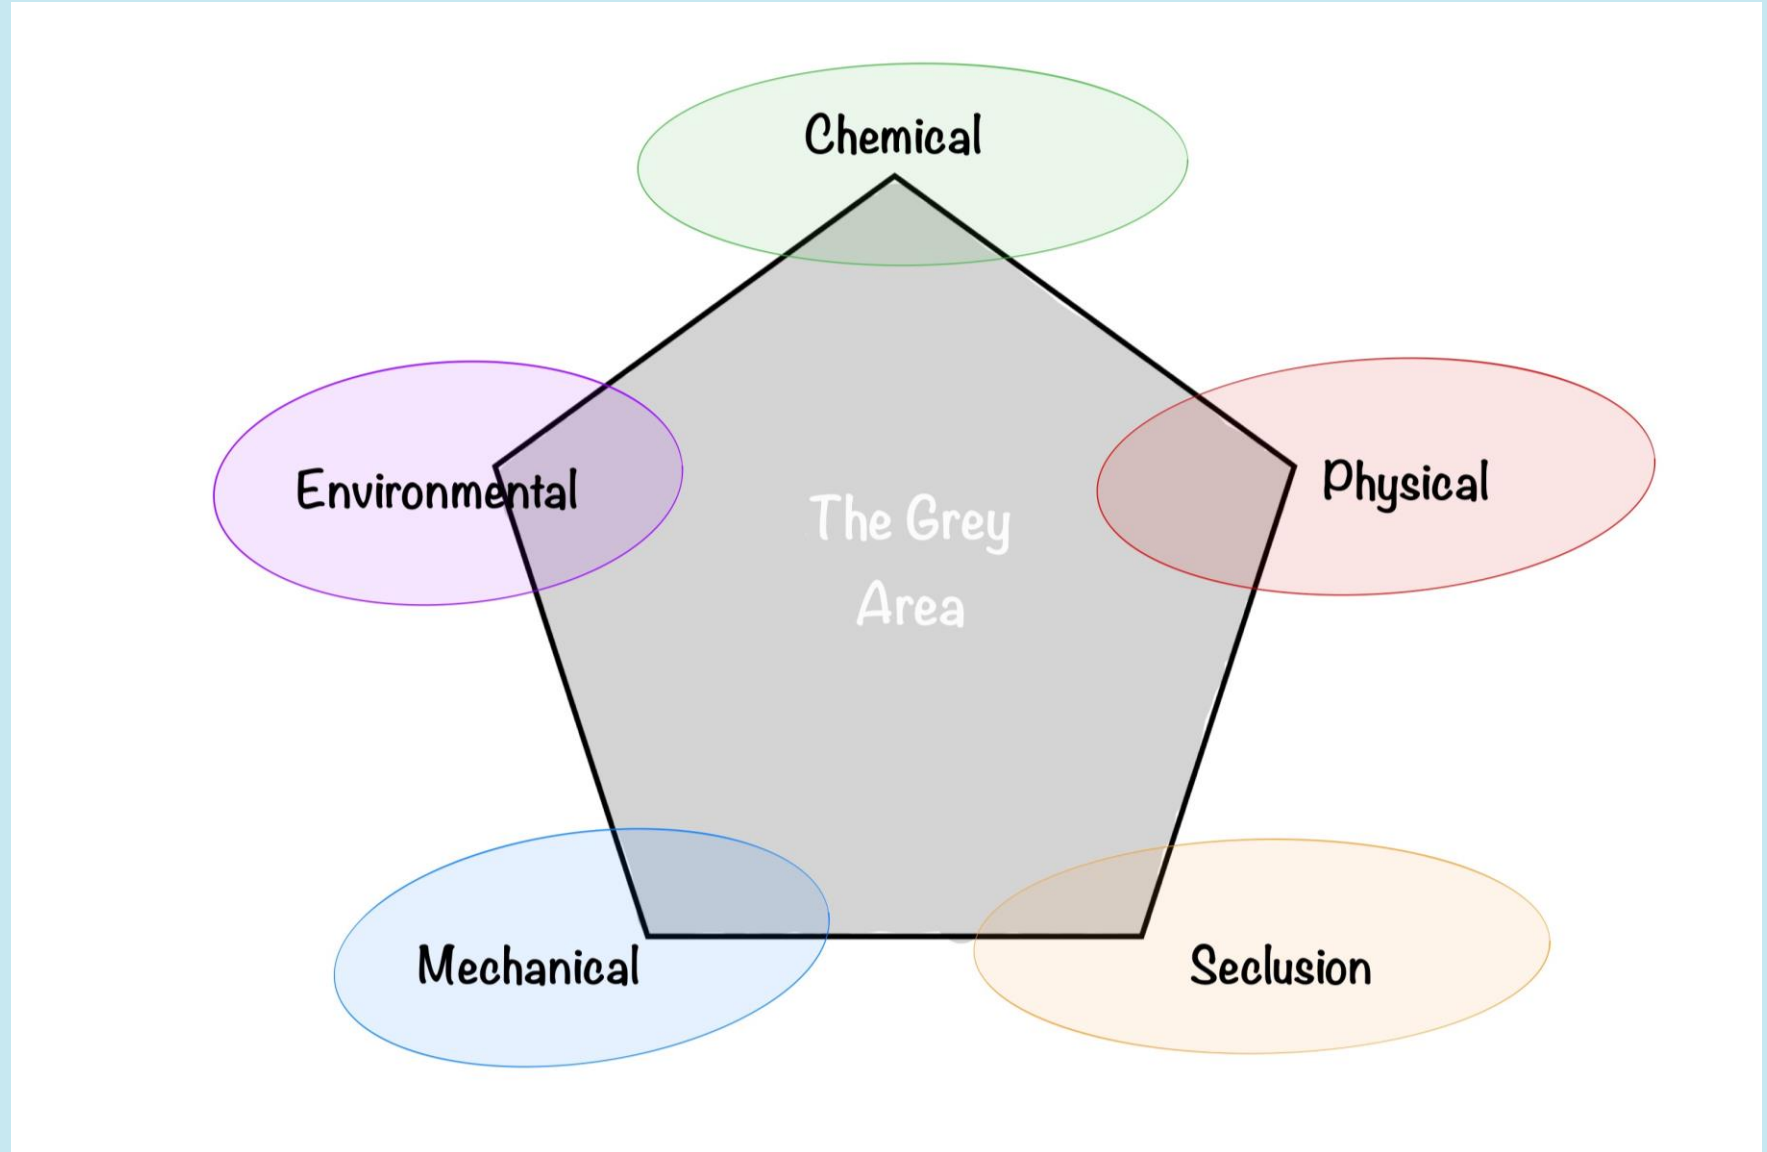 Chemical
Environmental
Physical
The Grey
Area
Mechanical
Seclusion